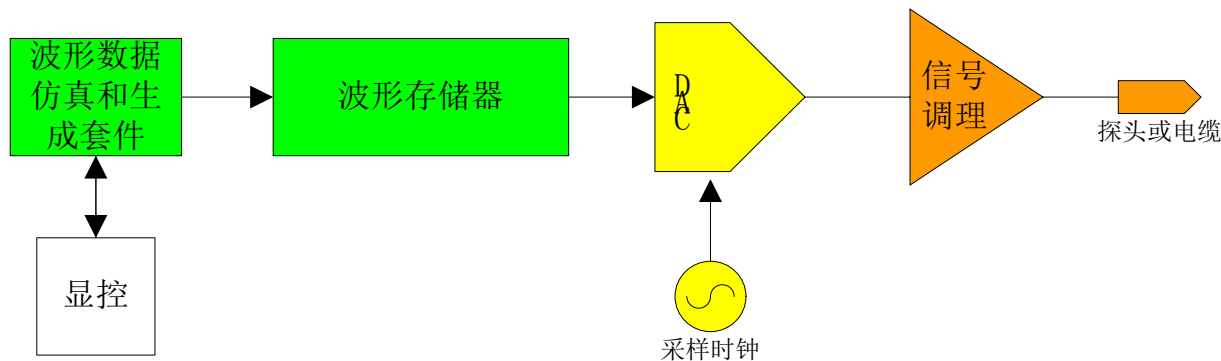 波形数据
仿真和生
成套件
波形存储器
DAC
信号
调理
探头或电缆
显控
采样时钟